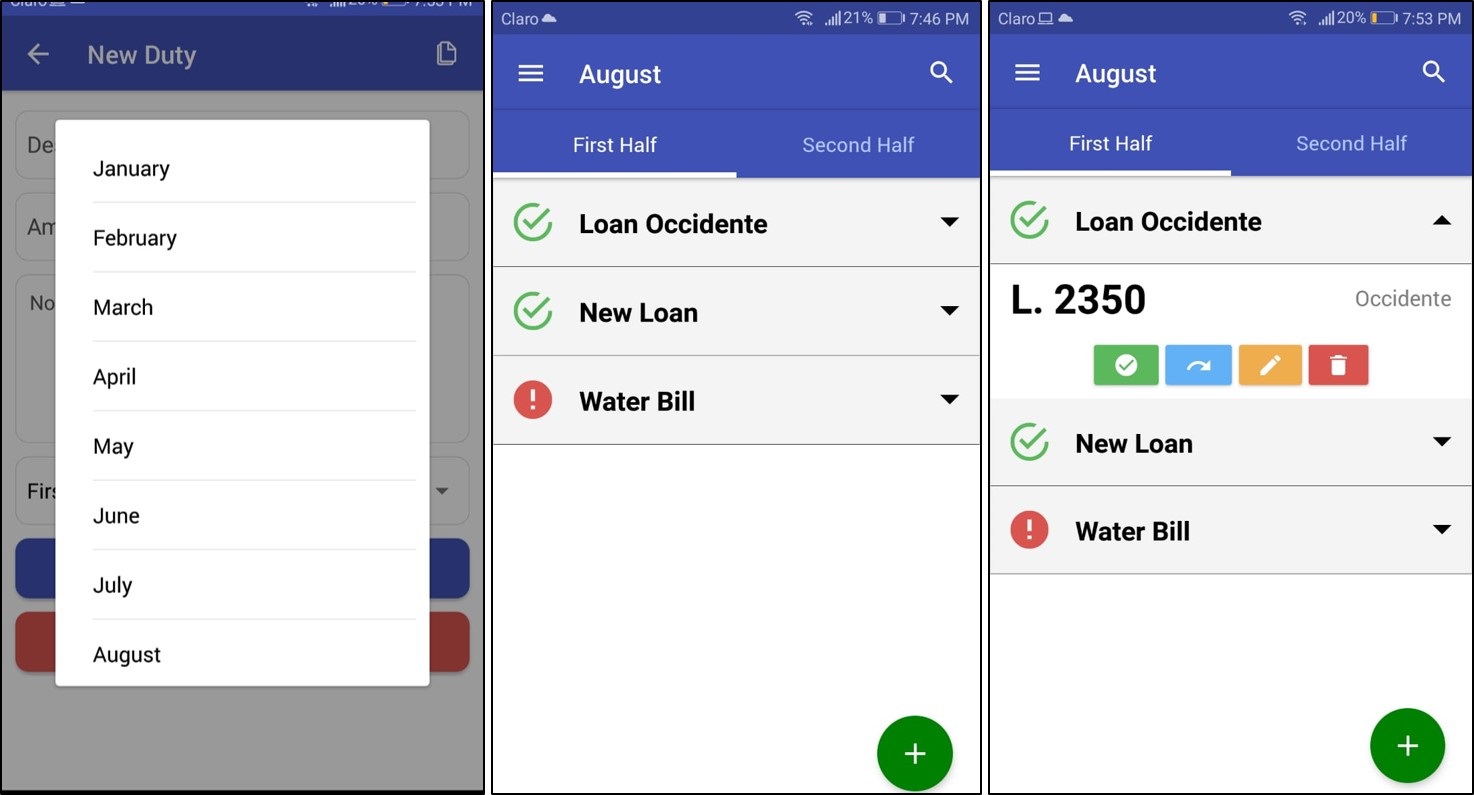 New Duty
De
Am
No
Firs
January
February
March
April
May
June
July
August
Claro 21% 7:46 PM
August
First Half Second Half
Loan Occidente
New Loan
Water Bill
Claro 20% 7:53 PM
August
First Half Second Half
Loan Occidente
L. 2350 Occidente
New Loan
Water Bill